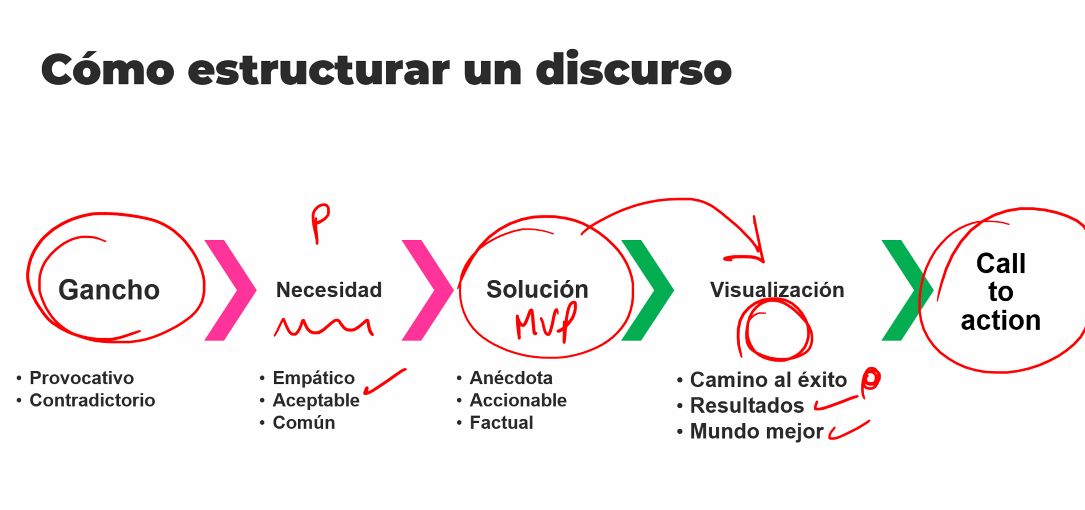 Cómo estructurar un discurso
P
Gancho
Necesidad
Solución
MVP
Visualización
Call
to
action
• Provocativo
• Contradictorio
• Empático
• Aceptable
• Común
• Anécdota
• Accionable
• Factual
• Camino al éxito
• Resultados
• Mundo mejor